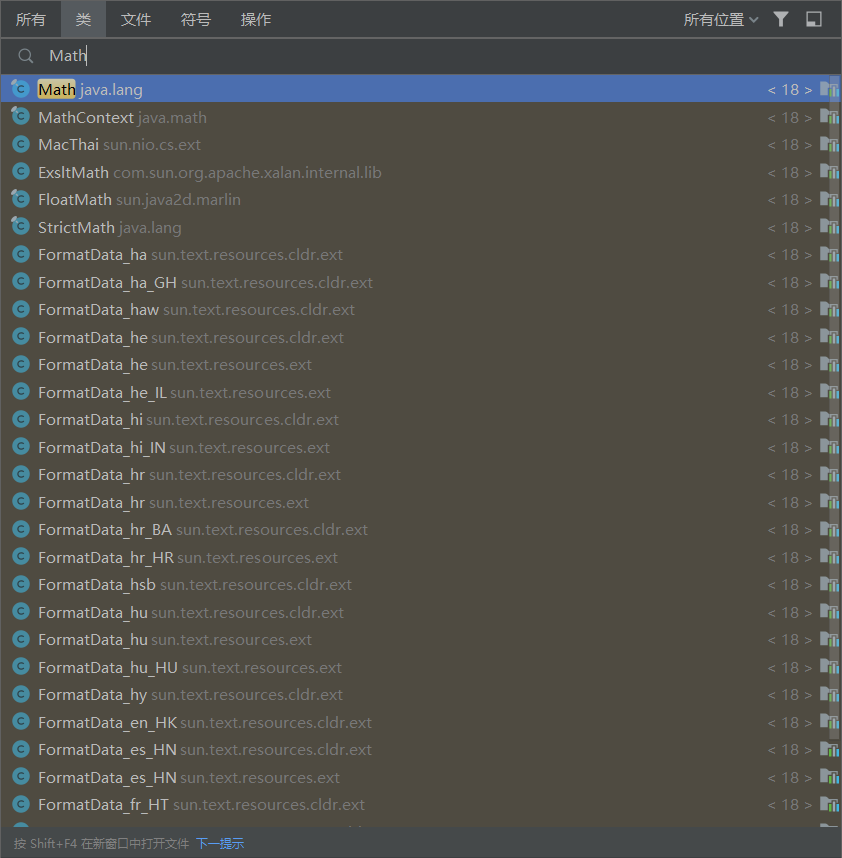 所有 类 文件 符号 操作 所有位置
Math
Math java.lang < 18 >
MathContext java.math < 18 >
MacThai sun.nio.cs.ext < 18 >
ExsltMath com.sun.org.apache.xalan.internal.lib < 18 >
FloatMath sun.java2d.marlin < 18 >
StrictMath java.lang < 18 >
FormatData_ha sun.text.resources.cldr.ext < 18 >
FormatData_ha_GH sun.text.resources.cldr.ext < 18 >
FormatData_haw sun.text.resources.cldr.ext < 18 >
FormatData_he sun.text.resources.cldr.ext < 18 >
FormatData_he sun.text.resources.ext < 18 >
FormatData_he_IL sun.text.resources.ext < 18 >
FormatData_hi sun.text.resources.cldr.ext < 18 >
FormatData_hi_IN sun.text.resources.ext < 18 >
FormatData_hr sun.text.resources.cldr.ext < 18 >
FormatData_hr sun.text.resources.ext < 18 >
FormatData_hr_BA sun.text.resources.cldr.ext < 18 >
FormatData_hr_HR sun.text.resources.ext < 18 >
FormatData_hsb sun.text.resources.cldr.ext < 18 >
FormatData_hu sun.text.resources.cldr.ext < 18 >
FormatData_hu sun.text.resources.ext < 18 >
FormatData_hu_HU sun.text.resources.ext < 18 >
FormatData_hy sun.text.resources.cldr.ext < 18 >
FormatData_en_HK sun.text.resources.cldr.ext < 18 >
FormatData_es_HN sun.text.resources.cldr.ext < 18 >
FormatData_es_HN sun.text.resources.ext < 18 >
FormatData_fr_HT sun.text.resources.cldr.ext < 18 >
按 Shift+F4 在新窗口中打开文件 下一提示